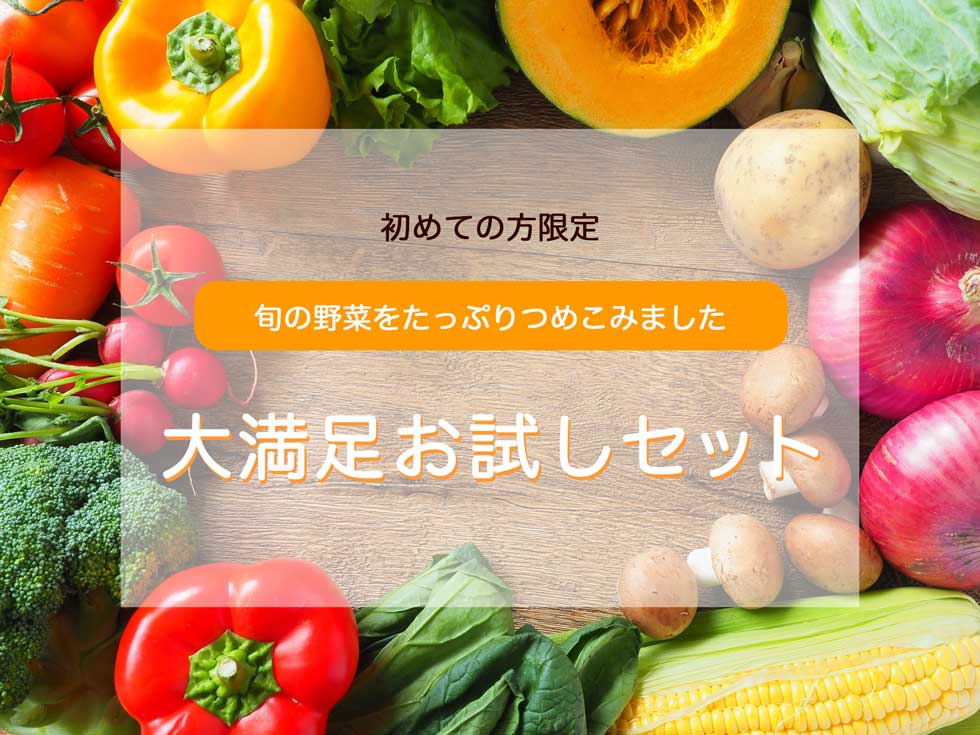 初めての方限定
旬の野菜をたっぷりつめこみました
大満足お試しセット